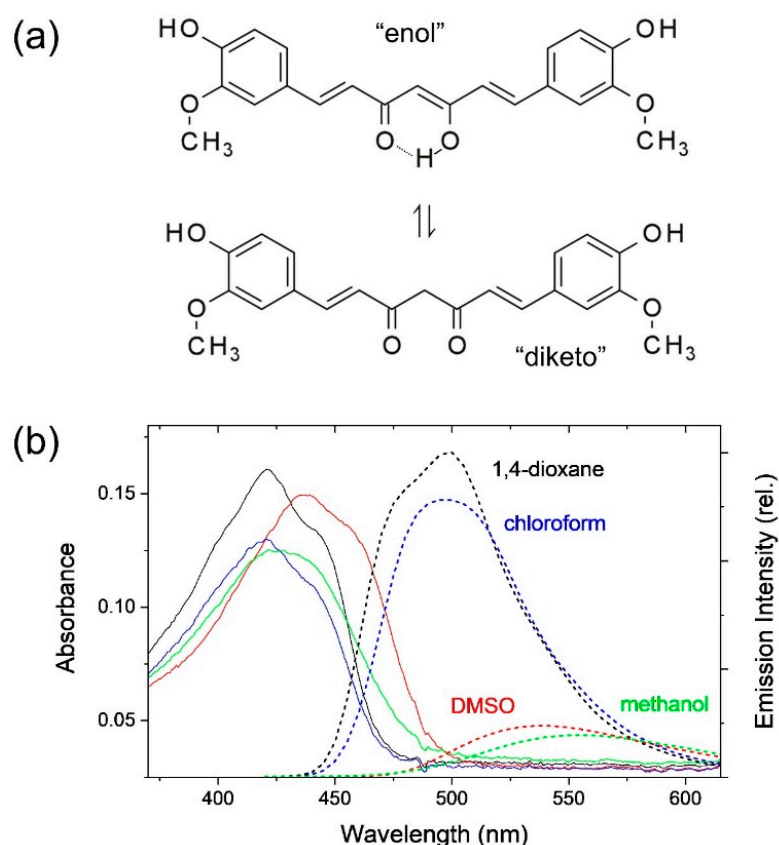 (a)
“enol”
HO OH
O O
CH₃ O H O CH₃
HO OH
O O
CH₃ O O CH₃
“diketo”
(b)
1,4-dioxane
chloroform
DMSO
methanol
Absorbance
0.15
0.10
0.05
Emission Intensity (rel.)
400 450 500 550 600
Wavelength (nm)